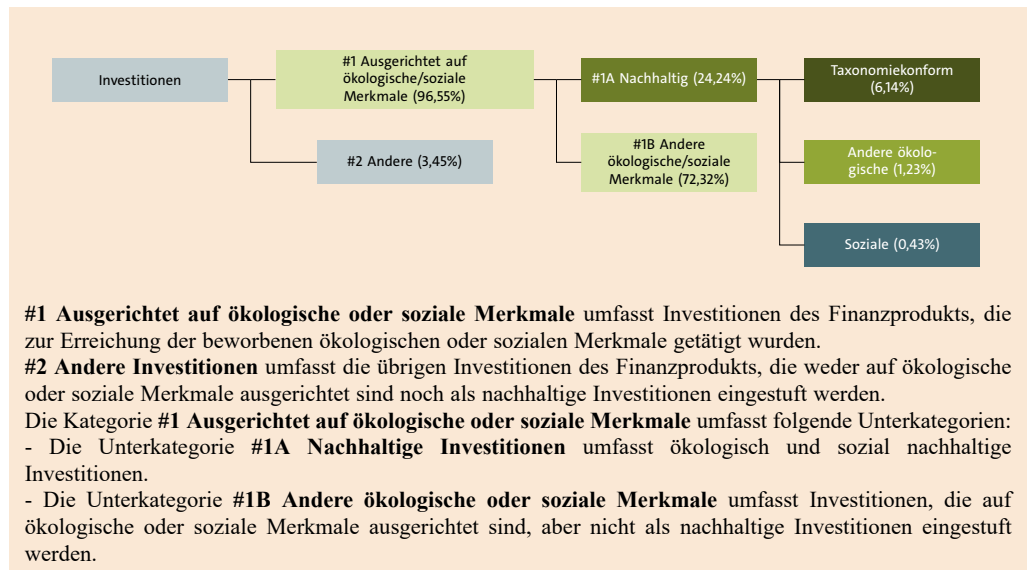 Investitionen
#1 Ausgerichtet auf
ökologische/soziale
Merkmale (96,55%)
#1A Nachhaltig (24,24%)
Taxonomiekonform
(6,14%)
#2 Andere (3,45%)
#1B Andere
ökologische/soziale
Merkmale (72,32%)
Andere ökolo-
gische (1,23%)
Soziale (0,43%)
#1 Ausgerichtet auf ökologische oder soziale Merkmale umfasst Investitionen des Finanzprodukts, die
zur Erreichung der beworbenen ökologischen oder sozialen Merkmale getätigt wurden.
#2 Andere Investitionen umfasst die übrigen Investitionen des Finanzprodukts, die weder auf ökologische
oder soziale Merkmale ausgerichtet sind noch als nachhaltige Investitionen eingestuft werden.
Die Kategorie #1 Ausgerichtet auf ökologische oder soziale Merkmale umfasst folgende Unterkategorien:
- Die Unterkategorie #1A Nachhaltige Investitionen umfasst ökologisch und sozial nachhaltige
Investitionen.
- Die Unterkategorie #1B Andere ökologische oder soziale Merkmale umfasst Investitionen, die auf
ökologische oder soziale Merkmale ausgerichtet sind, aber nicht als nachhaltige Investitionen eingestuft
werden.